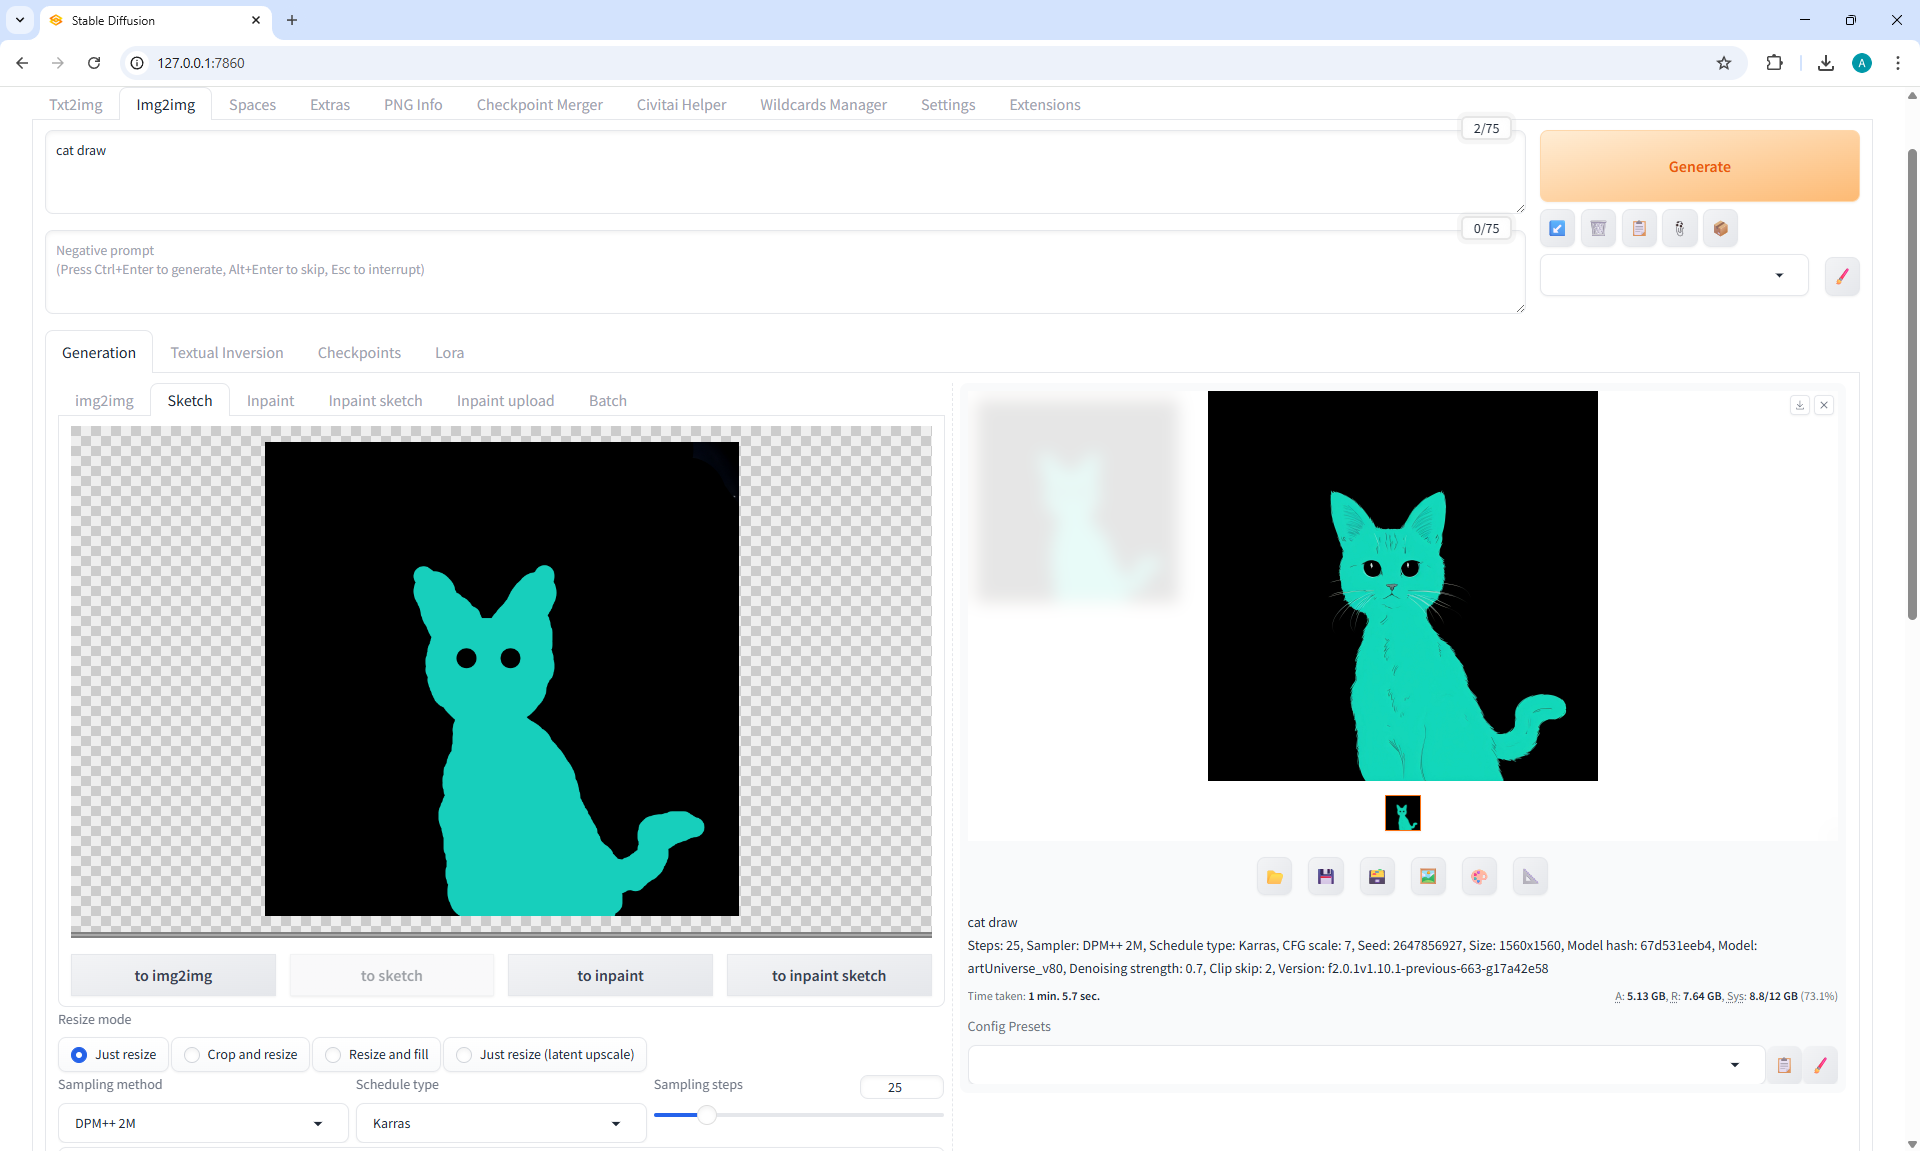 Stable Diffusion
127.0.0.1:7860
A
Txt2img Img2img Spaces Extras PNG Info Checkpoint Merger Civitai Helper Wildcards Manager Settings Extensions
2/75
cat draw
Generate
0/75
Negative prompt
(Press Ctrl+Enter to generate, Alt+Enter to skip, Esc to interrupt)
Generation Textual Inversion Checkpoints Lora
img2img Sketch Inpaint Inpaint sketch Inpaint upload Batch
to img2img to sketch to inpaint to inpaint sketch
Resize mode
Just resize Crop and resize Resize and fill Just resize (latent upscale)
Sampling method Schedule type Sampling steps 25
DPM++ 2M Karras
cat draw
Steps: 25, Sampler: DPM++ 2M, Schedule type: Karras, CFG scale: 7, Seed: 2647856927, Size: 1560x1560, Model hash: 67d531eeb4, Model:
artUniverse_v80, Denoising strength: 0.7, Clip skip: 2, Version: f2.0.1v1.10.1-previous-663-g17a42e58
Time taken: 1 min. 5.7 sec. A: 5.13 GB, R: 7.64 GB, Sys: 8.8/12 GB (73.1%)
Config Presets